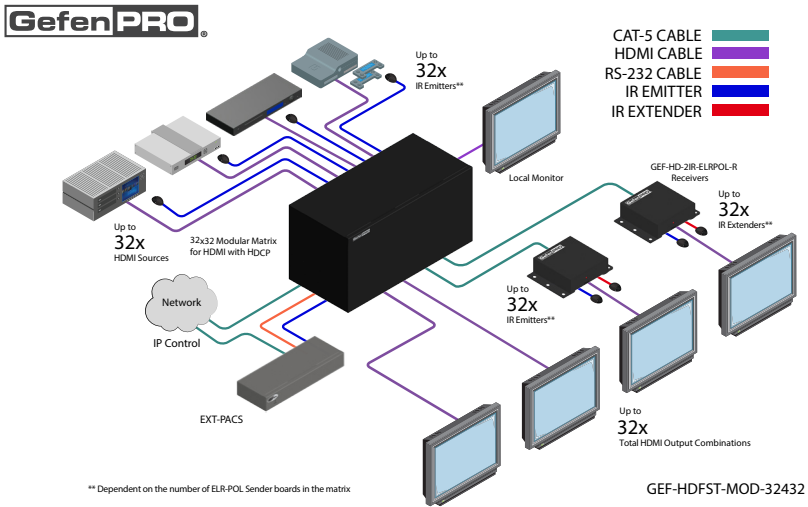 GefenPRO®
CAT-5 CABLE
HDMI CABLE
RS-232 CABLE
IR EMITTER
IR EXTENDER
Up to
32x
IR Emitters**
Local Monitor
GEF-HD-2IR-ELRPOL-R
Receivers
Up to
32x
IR Extenders**
GefenPRO
Up to
32x
HDMI Sources
32x32 Modular Matrix
for HDMI with HDCP
GefenPRO
GefenPRO
Up to
32x
IR Emitters**
Network
IP Control
EXT-PACS
Up to
32x
Total HDMI Output Combinations
** Dependent on the number of ELR-POL Sender boards in the matrix
GEF-HDFST-MOD-32432